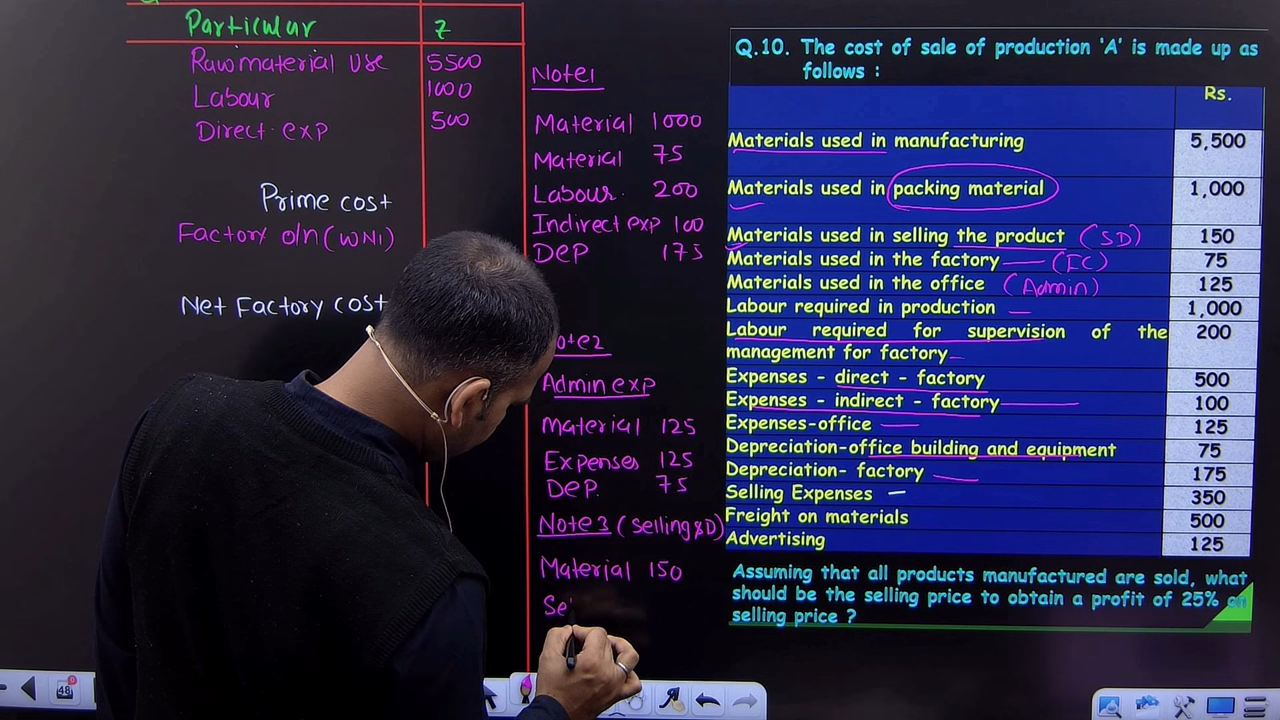 Particular ₹
Raw material Use 5500
Labour 1000
Direct exp 500
Prime cost
Factory o/h (WN1)
Net Factory cost
Note1
Material 1000
Material 75
Labour. 200
Indirect exp 100
Dep 175
ote2
Admin exp
Material 125
Expenses 125
Dep. 75
Note3 (Selling & D)
Material 150
Se
Q.10. The cost of sale of production ‘A’ is made up as
follows :
Rs.
Materials used in manufacturing 5,500
Materials used in packing material 1,000
Materials used in selling the product (SD) 150
Materials used in the factory (FC) 75
Materials used in the office (Admin) 125
Labour required in production 1,000
Labour required for supervision of the 200
management for factory
Expenses - direct - factory 500
Expenses - indirect - factory 100
Expenses-office 125
Depreciation-office building and equipment 75
Depreciation- factory 175
Selling Expenses 350
Freight on materials 500
Advertising 125
Assuming that all products manufactured are sold, what
should be the selling price to obtain a profit of 25% on
selling price ?
48